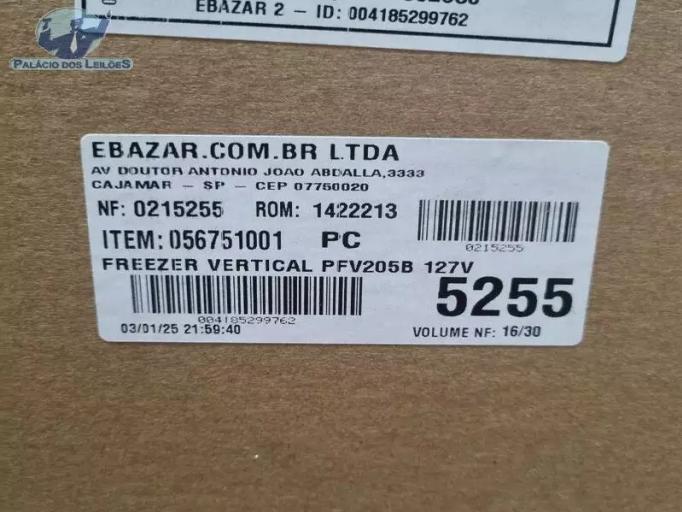 EBAZAR 2 – ID: 004185299762
PALÁCIO DOS LEILÕES
EBAZAR.COM.BR LTDA
AV DOUTOR ANTONIO JOAO ABDALLA,3333
CAJAMAR – SP – CEP 07750020
NF: 0215255 ROM: 1422213
ITEM: 056751001 PC
0215255
FREEZER VERTICAL PFV205B 127V
004185299762
5255
03/01/25 21:59:40
VOLUME NF: 16/30